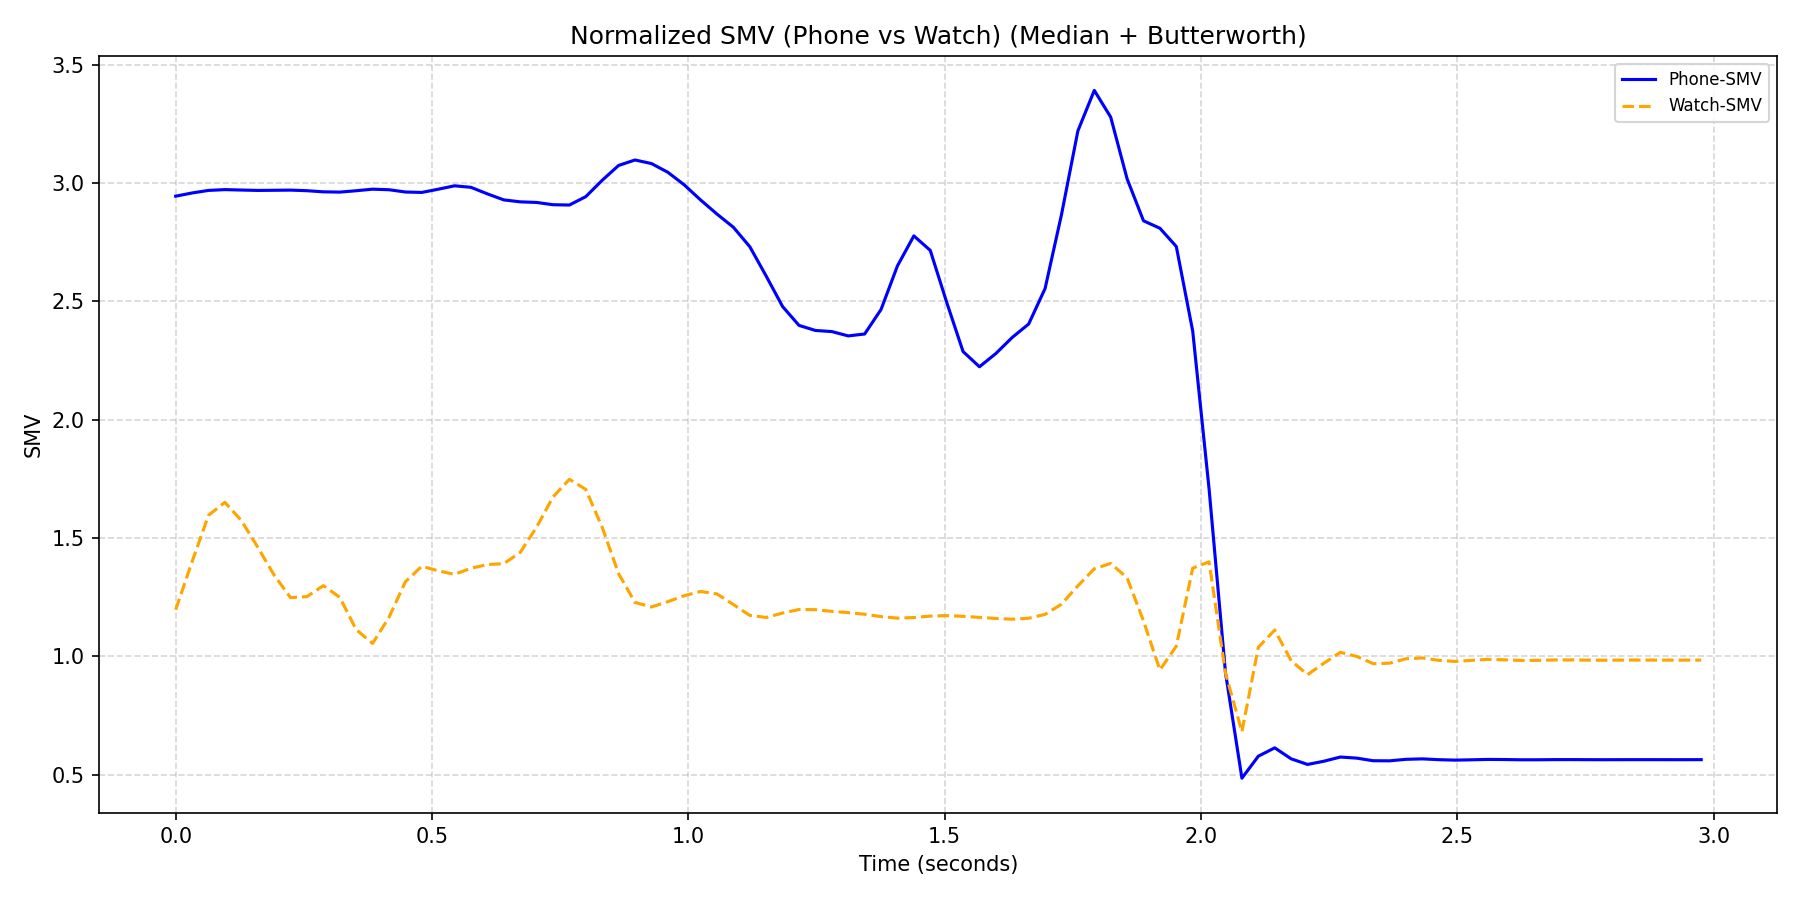 Normalized SMV (Phone vs Watch) (Median + Butterworth)
Phone-SMV
Watch-SMV
SMV
3.5
3.0
2.5
2.0
1.5
1.0
0.5
0.0 0.5 1.0 1.5 2.0 2.5 3.0
Time (seconds)